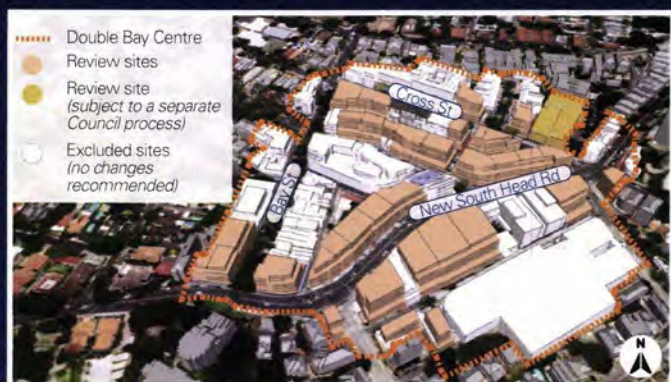 Double Bay Centre
Review sites
Review site
(subject to a separate
Council process)
Excluded sites
(no changes
recommended)
Cross St
Bay St
New South Head Rd
N